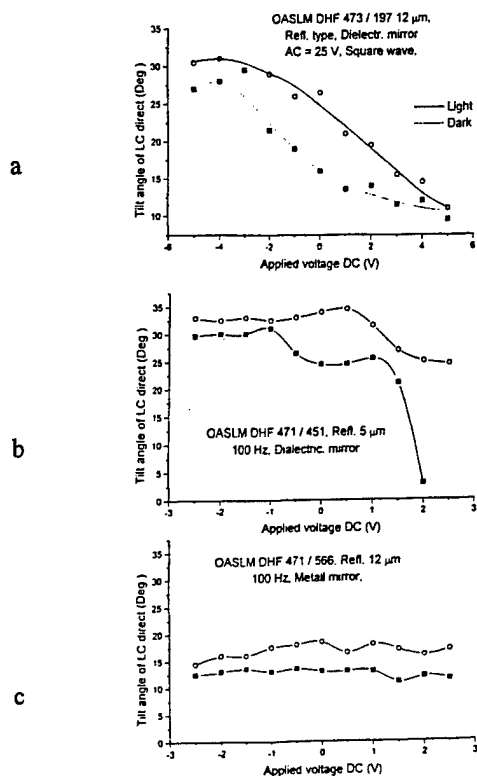 a
OASLM DHF 473 / 197 12 μm,
Refl. type, Dielectr. mirror
AC = 25 V, Square wave,
Light
Dark
Tilt angle of LC direct (Deg )
35
30
25
20
15
10
-6 -4 -2 0 2 4 6
Applied voltage DC (V)
b
OASLM DHF 471 / 451, Refl. 5 μm
100 Hz, Dielectric. mirror
Tilt angle of LC direct (Deg )
35
30
25
20
15
10
5
0
-3 -2 -1 0 1 2 3
Applied voltage DC (V)
c
OASLM DHF 471 / 566, Refl. 12 μm
100 Hz, Metall mirror,
Tilt angle of LC direct (Deg )
35
30
25
20
15
10
5
0
-3 -2 -1 0 1 2 3
Applied voltage DC (V)